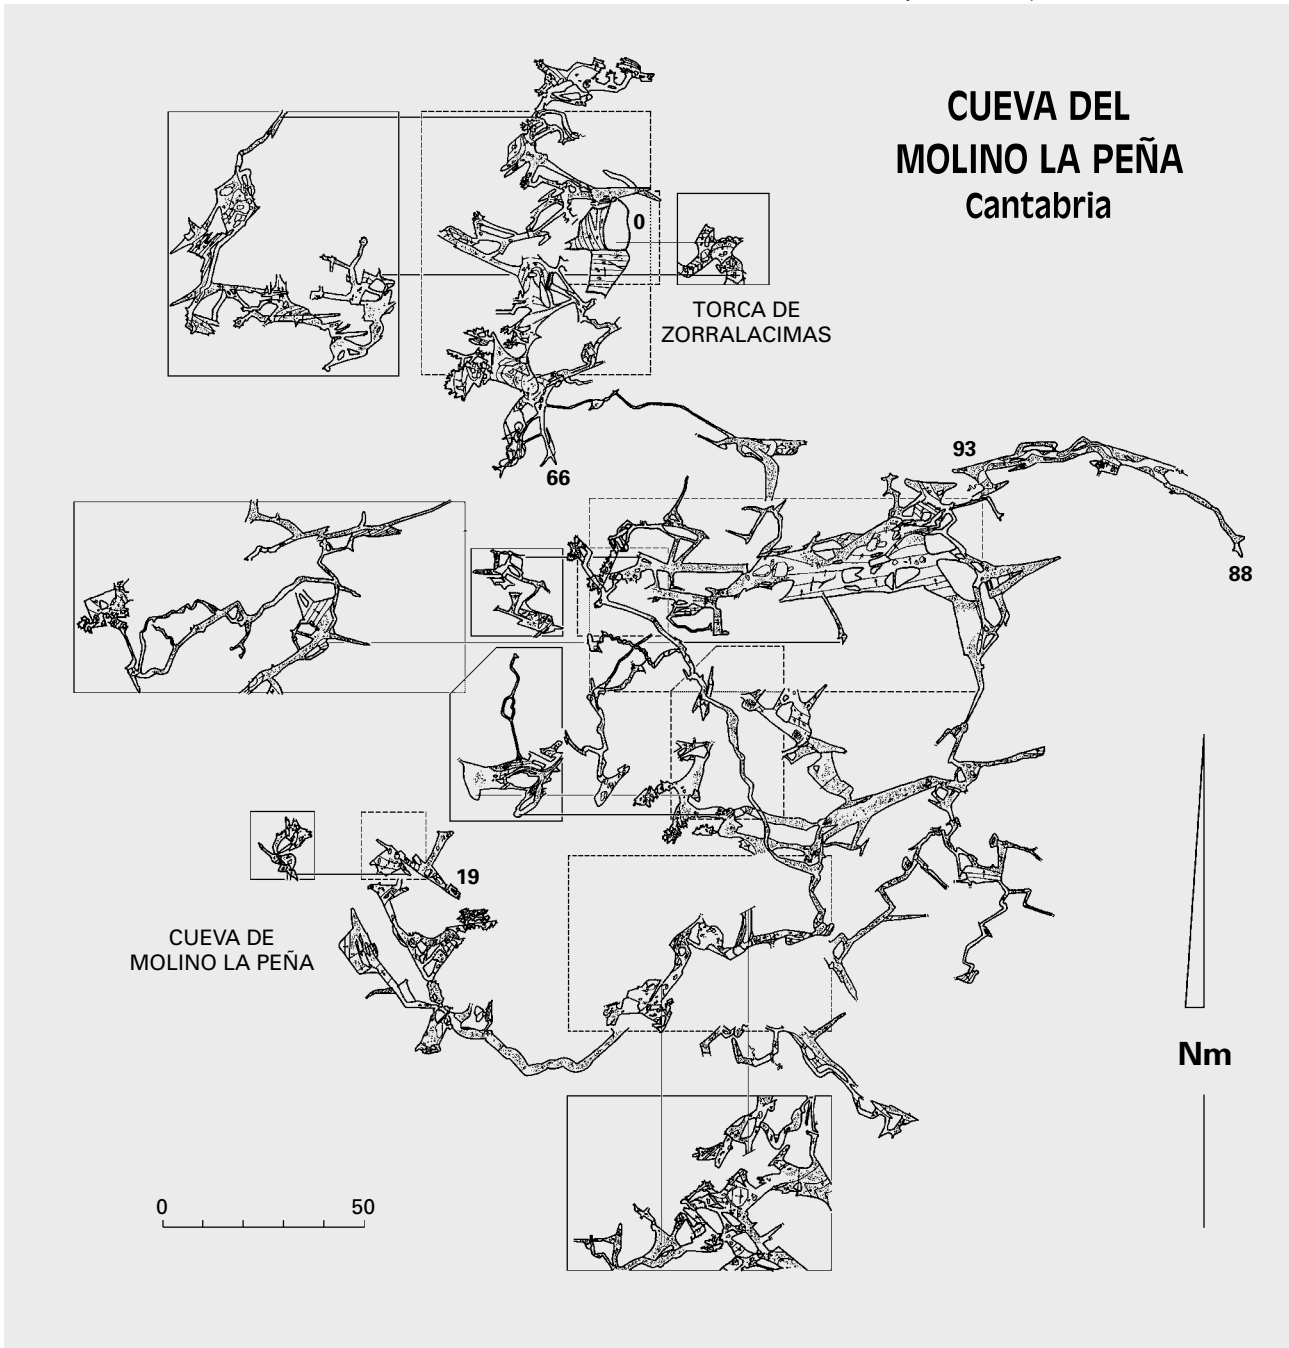 CUEVA DEL
MOLINO LA PEÑA
Cantabria
0
TORCA DE
ZORRALACIMAS
66
93
88
19
CUEVA DE
MOLINO LA PEÑA
Nm
0 50